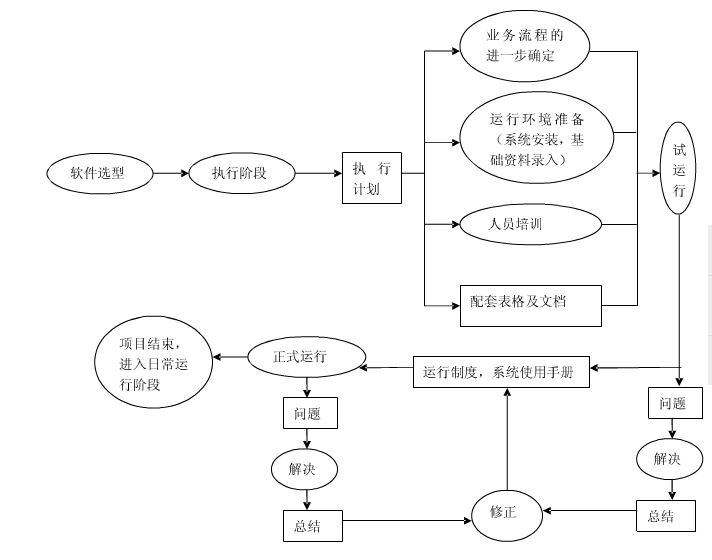 业务流程的
进一步确定
运行环境准备
（系统安装，基
础资料录入）
软件选型
执行阶段
执 行
计划
试
运
行
人员培训
配套表格及文档
项目结束，
进入日常运
行阶段
正式运行
运行制度，系统使用手册
问题
问题
解决
解决
总结
修正
总结